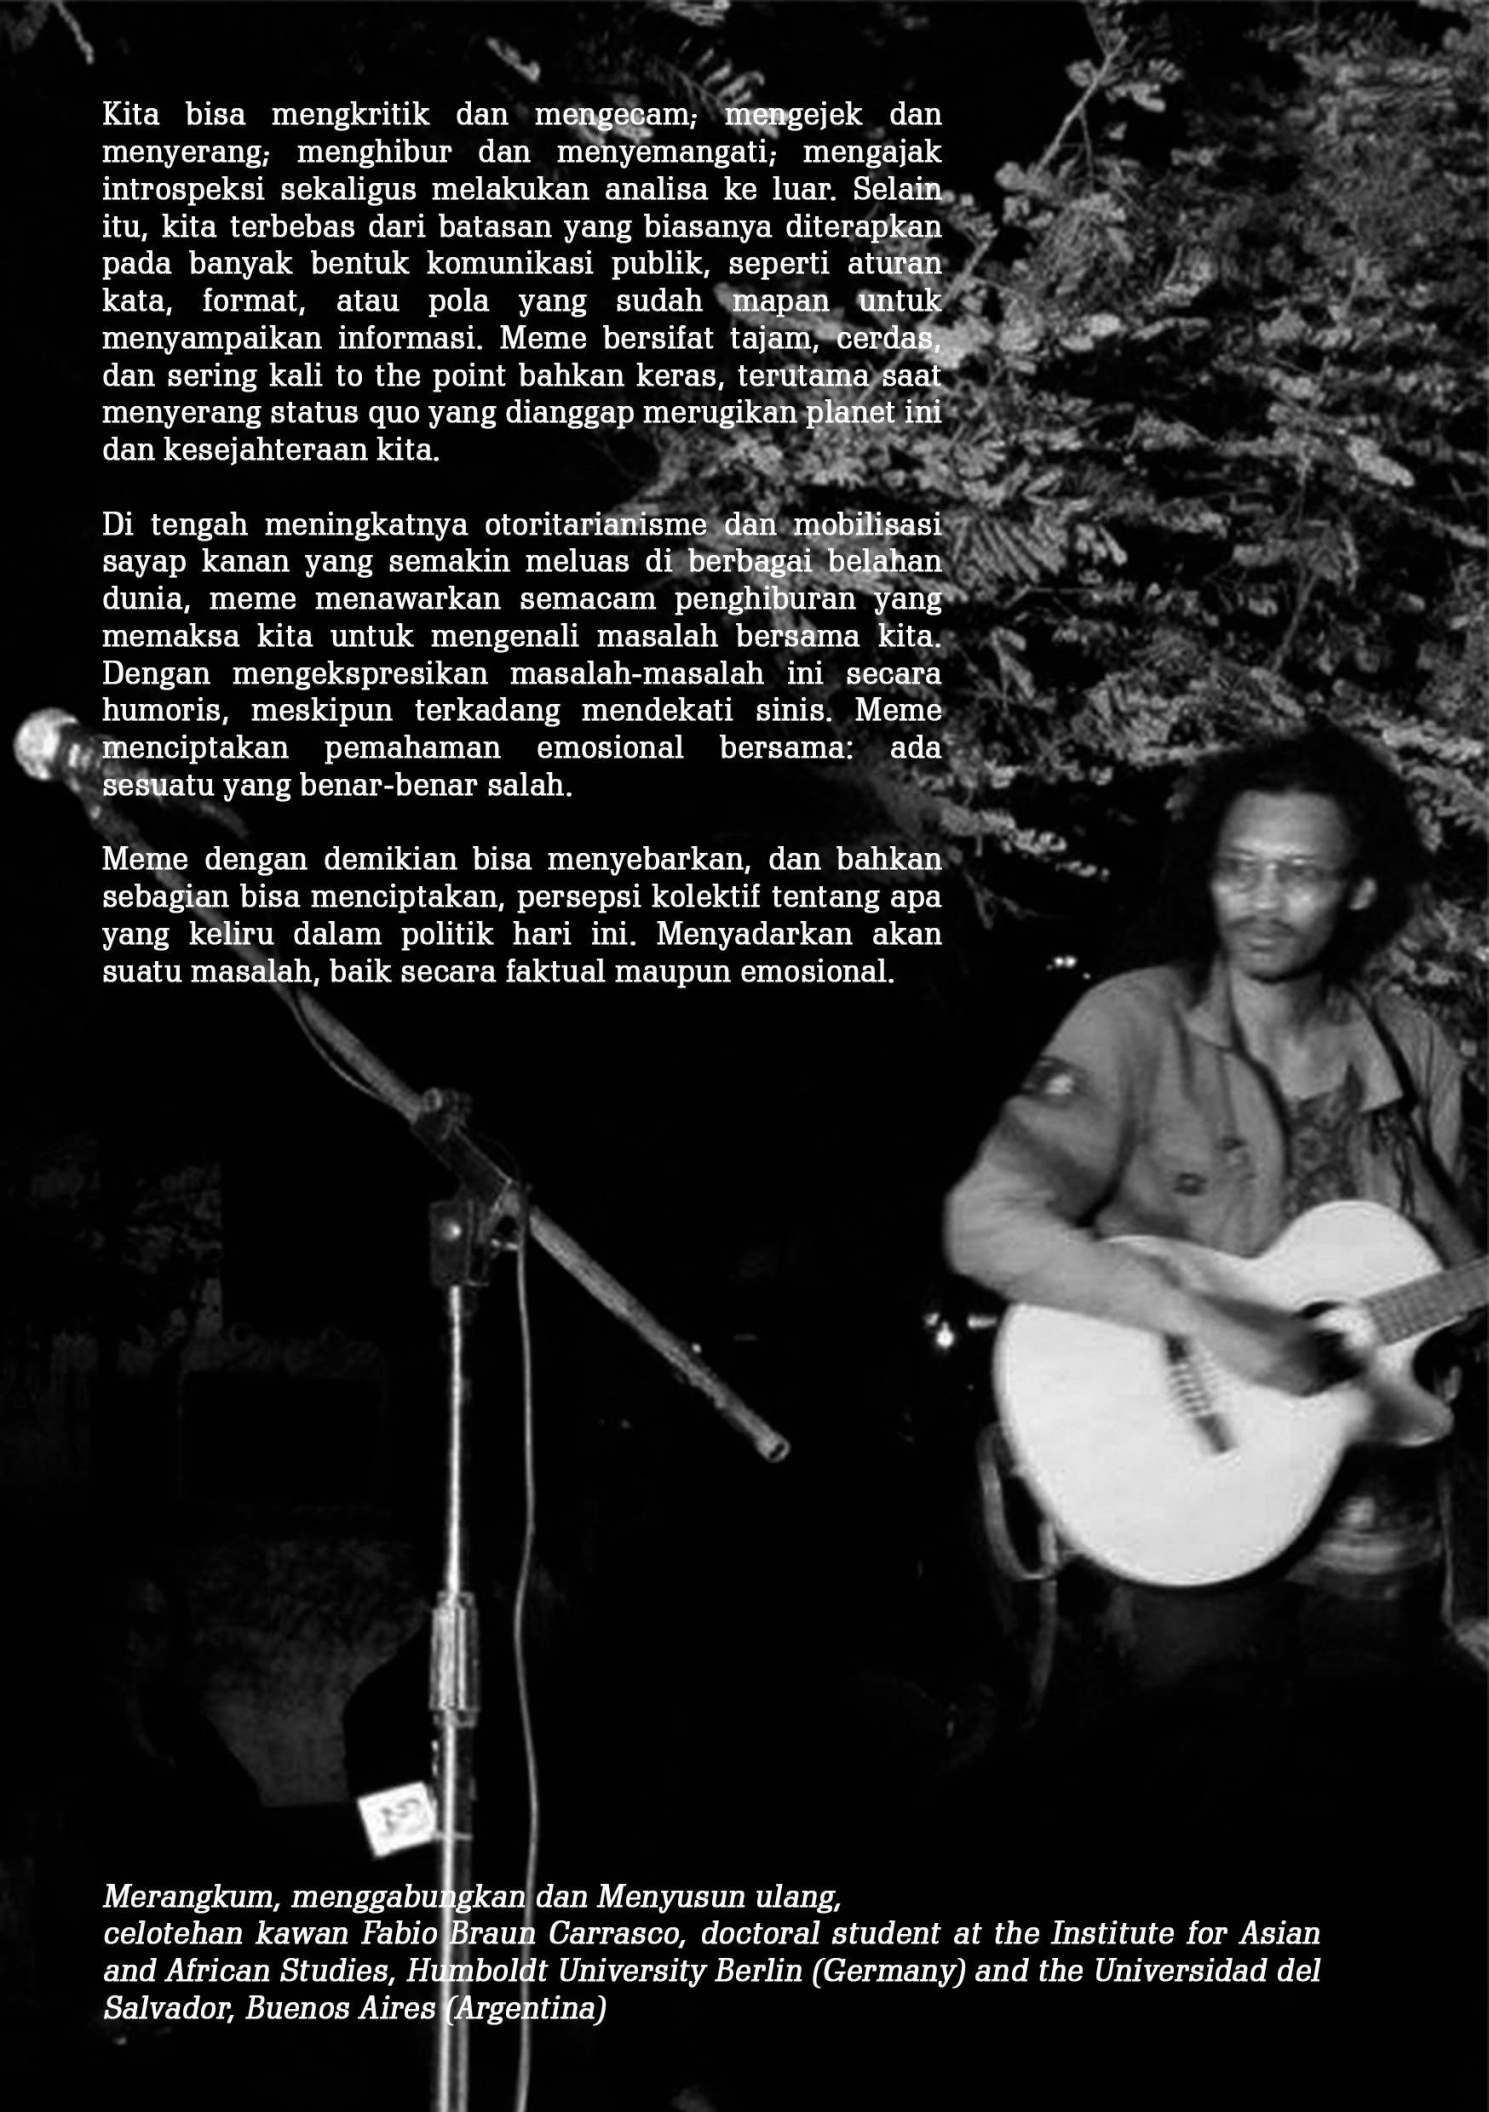 Kita bisa mengkritik dan mengecam; mengejek dan
menyerang; menghibur dan menyemangati; mengajak
introspeksi sekaligus melakukan analisa ke luar. Selain
itu, kita terbebas dari batasan yang biasanya diterapkan
pada banyak bentuk komunikasi publik, seperti aturan
kata, format, atau pola yang sudah mapan untuk
menyampaikan informasi. Meme bersifat tajam, cerdas,
dan sering kali to the point bahkan keras, terutama saat
menyerang status quo yang dianggap merugikan planet ini
dan kesejahteraan kita.
Di tengah meningkatnya otoritarianisme dan mobilisasi
sayap kanan yang semakin meluas di berbagai belahan
dunia, meme menawarkan semacam penghiburan yang
memaksa kita untuk mengenali masalah bersama kita.
Dengan mengekspresikan masalah-masalah ini secara
humoris, meskipun terkadang mendekati sinis. Meme
menciptakan pemahaman emosional bersama: ada
sesuatu yang benar-benar salah.
Meme dengan demikian bisa menyebarkan, dan bahkan
sebagian bisa menciptakan, persepsi kolektif tentang apa
yang keliru dalam politik hari ini. Menyadarkan akan
suatu masalah, baik secara faktual maupun emosional.
Merangkum, menggabungkan dan Menyusun ulang,
celotehan kawan Fabio Braun Carrasco, doctoral student at the Institute for Asian
and African Studies, Humboldt University Berlin (Germany) and the Universidad del
Salvador, Buenos Aires (Argentina)